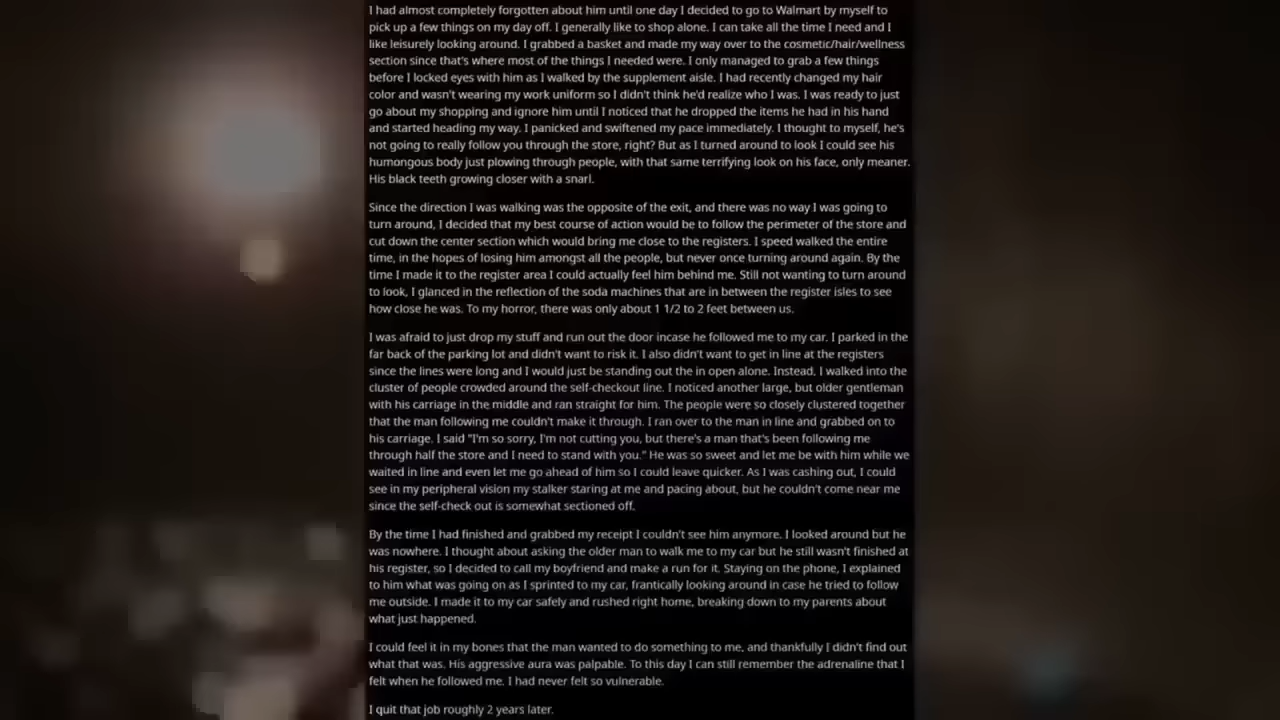 I had almost completely forgotten about him until one day I decided to go to Walmart by myself to
pick up a few things on my day off. I generally like to shop alone. I can take all the time I need and I
like leisurely looking around. I grabbed a basket and made my way over to the cosmetic/hair/wellness
section since that's where most of the things I needed were. I only managed to grab a few things
before I locked eyes with him as I walked by the supplement aisle. I had recently changed my hair
color and wasn't wearing my work uniform so I didn't think he'd realize who I was. I was ready to just
go about my shopping and ignore him until I noticed that he dropped the items he had in his hand
and started heading my way. I panicked and swiftened my pace immediately. I thought to myself, he's
not going to really follow you through the store, right? But as I turned around to look I could see his
humongous body just plowing through people, with that same terrifying look on his face, only meaner.
His black teeth growing closer with a snarl.
Since the direction I was walking was the opposite of the exit, and there was no way I was going to
turn around, I decided that my best course of action would be to follow the perimeter of the store and
cut down the center section which would bring me close to the registers. I speed walked the entire
time, in the hopes of losing him amongst all the people, but never once turning around again. By the
time I made it to the register area I could actually feel him behind me. Still not wanting to turn around
to look, I glanced in the reflection of the soda machines that are in between the register isles to see
how close he was. To my horror, there was only about 1 1/2 to 2 feet between us.
I was afraid to just drop my stuff and run out the door incase he followed me to my car. I parked in the
far back of the parking lot and didn't want to risk it. I also didn't want to get in line at the registers
since the lines were long and I would just be standing out the in open alone. Instead, I walked into the
cluster of people crowded around the self-checkout line. I noticed another large, but older gentleman
with his carriage in the middle and ran straight for him. The people were so closely clustered together
that the man following me couldn't make it through. I ran over to the man in line and grabbed on to
his carriage. I said "I'm so sorry, I'm not cutting you, but there's a man that's been following me
through half the store and I need to stand with you." He was so sweet and let me be with him while we
waited in line and even let me go ahead of him so I could leave quicker. As I was cashing out, I could
see in my peripheral vision my stalker staring at me and pacing about, but he couldn't come near me
since the self-check out is somewhat sectioned off.
By the time I had finished and grabbed my receipt I couldn't see him anymore. I looked around but he
was nowhere. I thought about asking the older man to walk me to my car but he still wasn't finished at
his register, so I decided to call my boyfriend and make a run for it. Staying on the phone, I explained
to him what was going on as I sprinted to my car, frantically looking around in case he tried to follow
me outside. I made it to my car safely and rushed right home, breaking down to my parents about
what just happened.
I could feel it in my bones that the man wanted to do something to me, and thankfully I didn't find out
what that was. His aggressive aura was palpable. To this day I can still remember the adrenaline that I
felt when he followed me. I had never felt so vulnerable.
I quit that job roughly 2 years later.